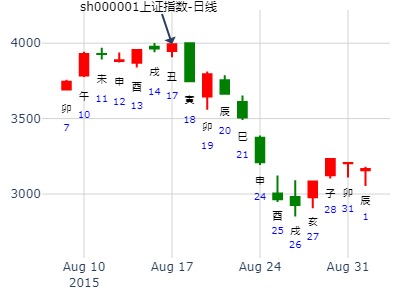 sh000001上证指数-日线
4000
3000
卯
7
午
10
未
11
申
12
酉
13
戌
14
丑
17
寅
18
卯
19
辰
20
巳
21
申
24
酉
25
戌
26
亥
27
子
28
卯
31
辰
1
Aug 10
2015
Aug 17
Aug 24
Aug 31